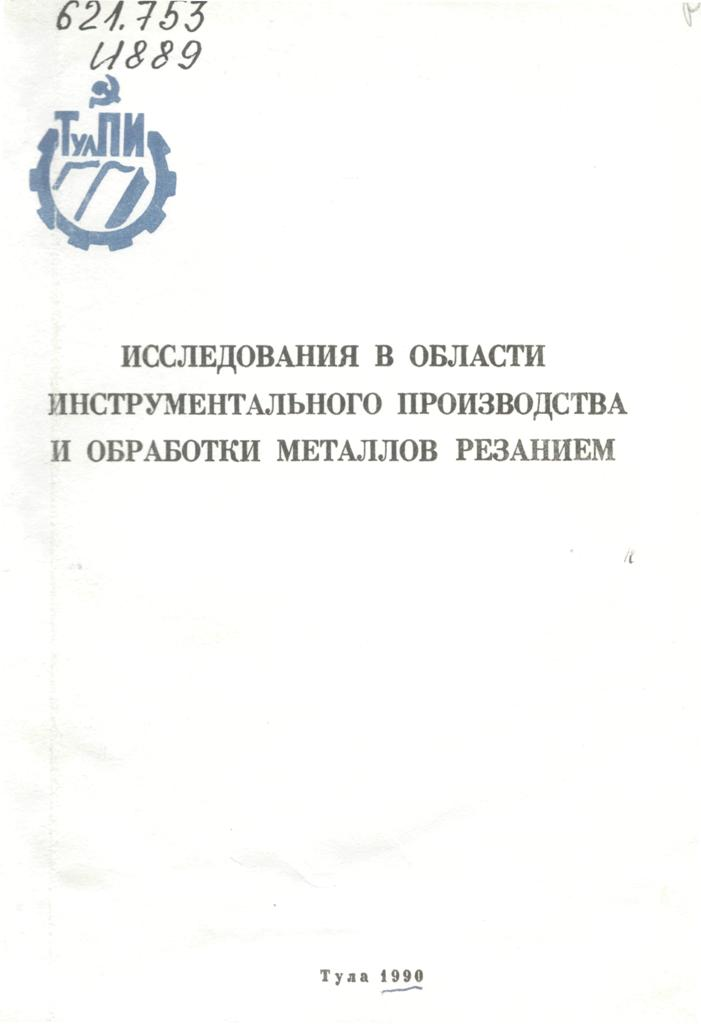 621.753
И889
ТулПИ
ИССЛЕДОВАНИЯ В ОБЛАСТИ
ИНСТРУМЕНТАЛЬНОГО ПРОИЗВОДСТВА
И ОБРАБОТКИ МЕТАЛЛОВ РЕЗАНИЕМ
Тула 1990